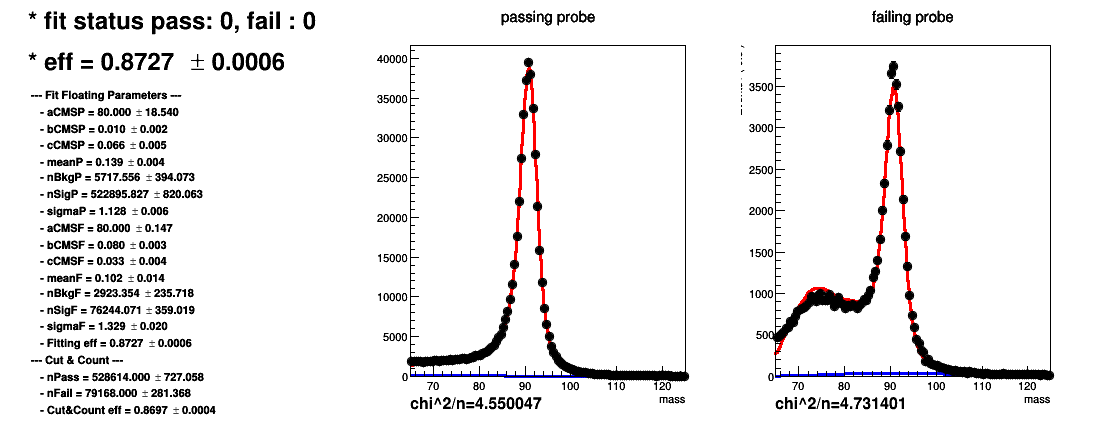 * fit status pass: 0, fail : 0
* eff = 0.8727 ± 0.0006
--- Fit Floating Parameters ---
- aCMSP = 80.000 ± 18.540
- bCMSP = 0.010 ± 0.002
- cCMSP = 0.066 ± 0.005
- meanP = 0.139 ± 0.004
- nBkgP = 5717.556 ± 394.073
- nSigP = 522895.827 ± 820.063
- sigmaP = 1.128 ± 0.006
- aCMSF = 80.000 ± 0.147
- bCMSF = 0.080 ± 0.003
- cCMSF = 0.033 ± 0.004
- meanF = 0.102 ± 0.014
- nBkgF = 2923.354 ± 235.718
- nSigF = 76244.071 ± 359.019
- sigmaF = 1.329 ± 0.020
- Fitting eff = 0.8727 ± 0.0006
--- Cut & Count ---
- nPass = 528614.000 ± 727.058
- nFail = 79168.000 ± 281.368
- Cut&Count eff = 0.8697 ± 0.0004
passing probe
40000
35000
30000
25000
20000
15000
10000
5000
0
70 80 90 100 110 120
mass
chi^2/n=4.550047
failing probe
3500
3000
2500
2000
1500
1000
500
0
70 80 90 100 110 120
mass
chi^2/n=4.731401